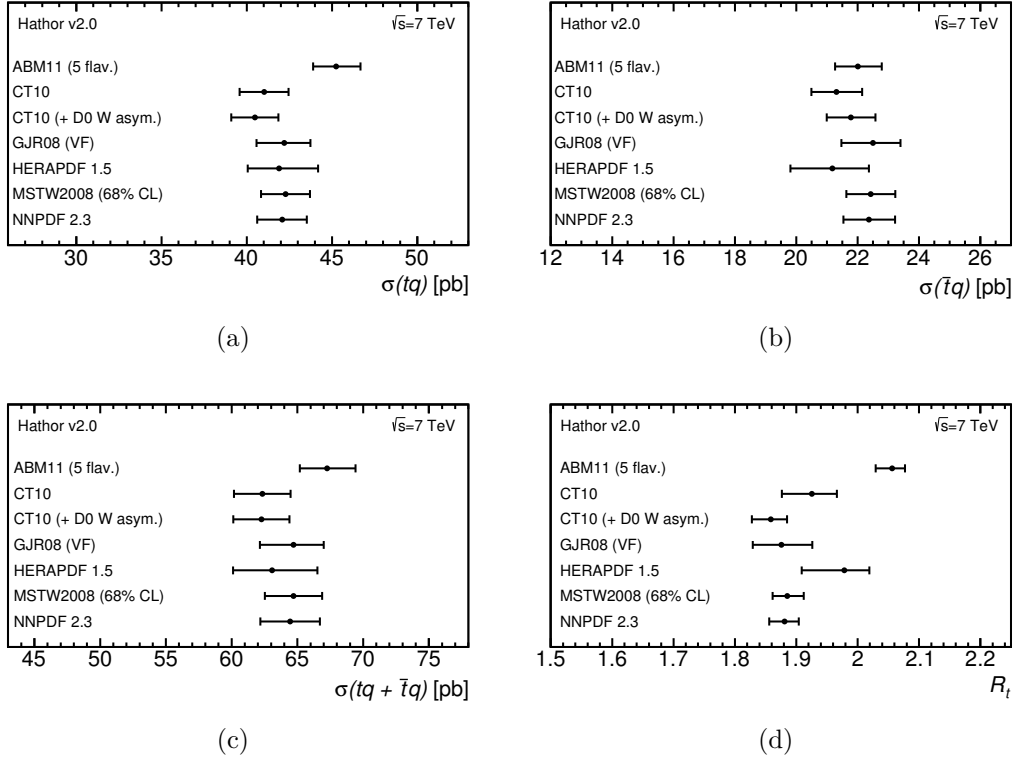 Hathor v2.0 √s=7 TeV
ABM11 (5 flav.)
CT10
CT10 (+ D0 W asym.)
GJR08 (VF)
HERAPDF 1.5
MSTW2008 (68% CL)
NNPDF 2.3
30 35 40 45 50
σ(tq) [pb]
(a)
Hathor v2.0 √s=7 TeV
ABM11 (5 flav.)
CT10
CT10 (+ D0 W asym.)
GJR08 (VF)
HERAPDF 1.5
MSTW2008 (68% CL)
NNPDF 2.3
12 14 16 18 20 22 24 26
σ(t̄q) [pb]
(b)
Hathor v2.0 √s=7 TeV
ABM11 (5 flav.)
CT10
CT10 (+ D0 W asym.)
GJR08 (VF)
HERAPDF 1.5
MSTW2008 (68% CL)
NNPDF 2.3
45 50 55 60 65 70 75
σ(tq + t̄q) [pb]
(c)
Hathor v2.0 √s=7 TeV
ABM11 (5 flav.)
CT10
CT10 (+ D0 W asym.)
GJR08 (VF)
HERAPDF 1.5
MSTW2008 (68% CL)
NNPDF 2.3
1.5 1.6 1.7 1.8 1.9 2 2.1 2.2
Rₜ
(d)